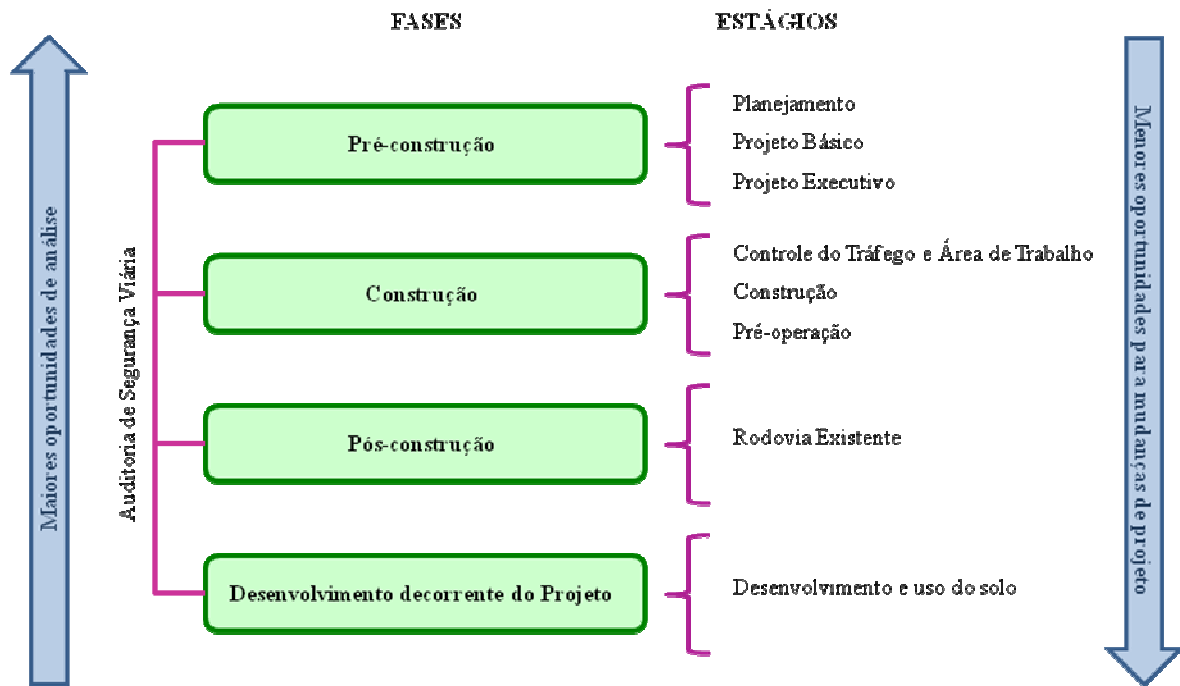 FASES
ESTÁGIOS
Maiores oportunidades de análise
Auditoria de Segurança Viária
Pré-construção
Planejamento
Projeto Básico
Projeto Executivo
Construção
Controle do Tráfego e Área de Trabalho
Construção
Pré-operação
Pós-construção
Rodovia Existente
Desenvolvimento decorrente do Projeto
Desenvolvimento e uso do solo
Menores oportunidades para mudanças de projeto